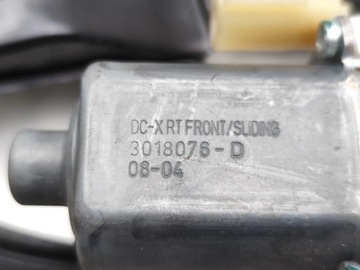 DC-X RT FRONT/SLIDING
3018076-D
08-04